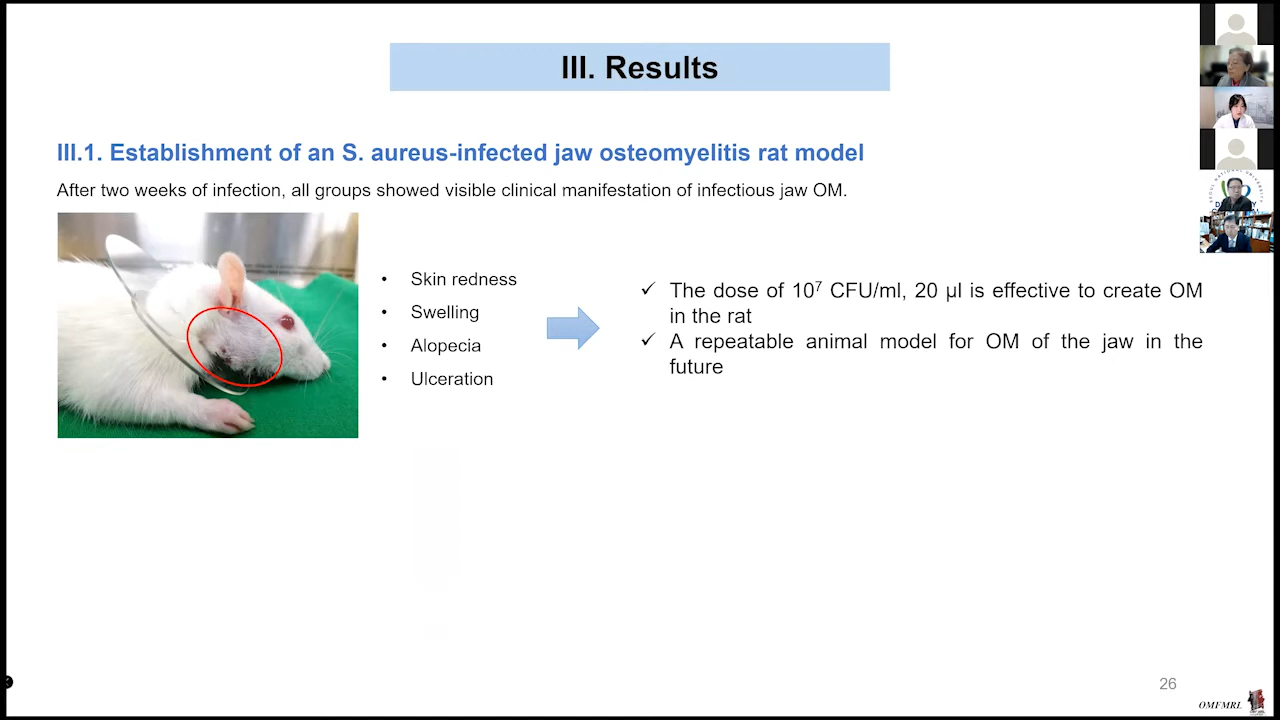 III. Results
III.1. Establishment of an S. aureus-infected jaw osteomyelitis rat model
After two weeks of infection, all groups showed visible clinical manifestation of infectious jaw OM.
• Skin redness
• Swelling
• Alopecia
• Ulceration
✓ The dose of 10⁷ CFU/ml, 20 µl is effective to create OM
in the rat
✓ A repeatable animal model for OM of the jaw in the
future
26
OMFMRL